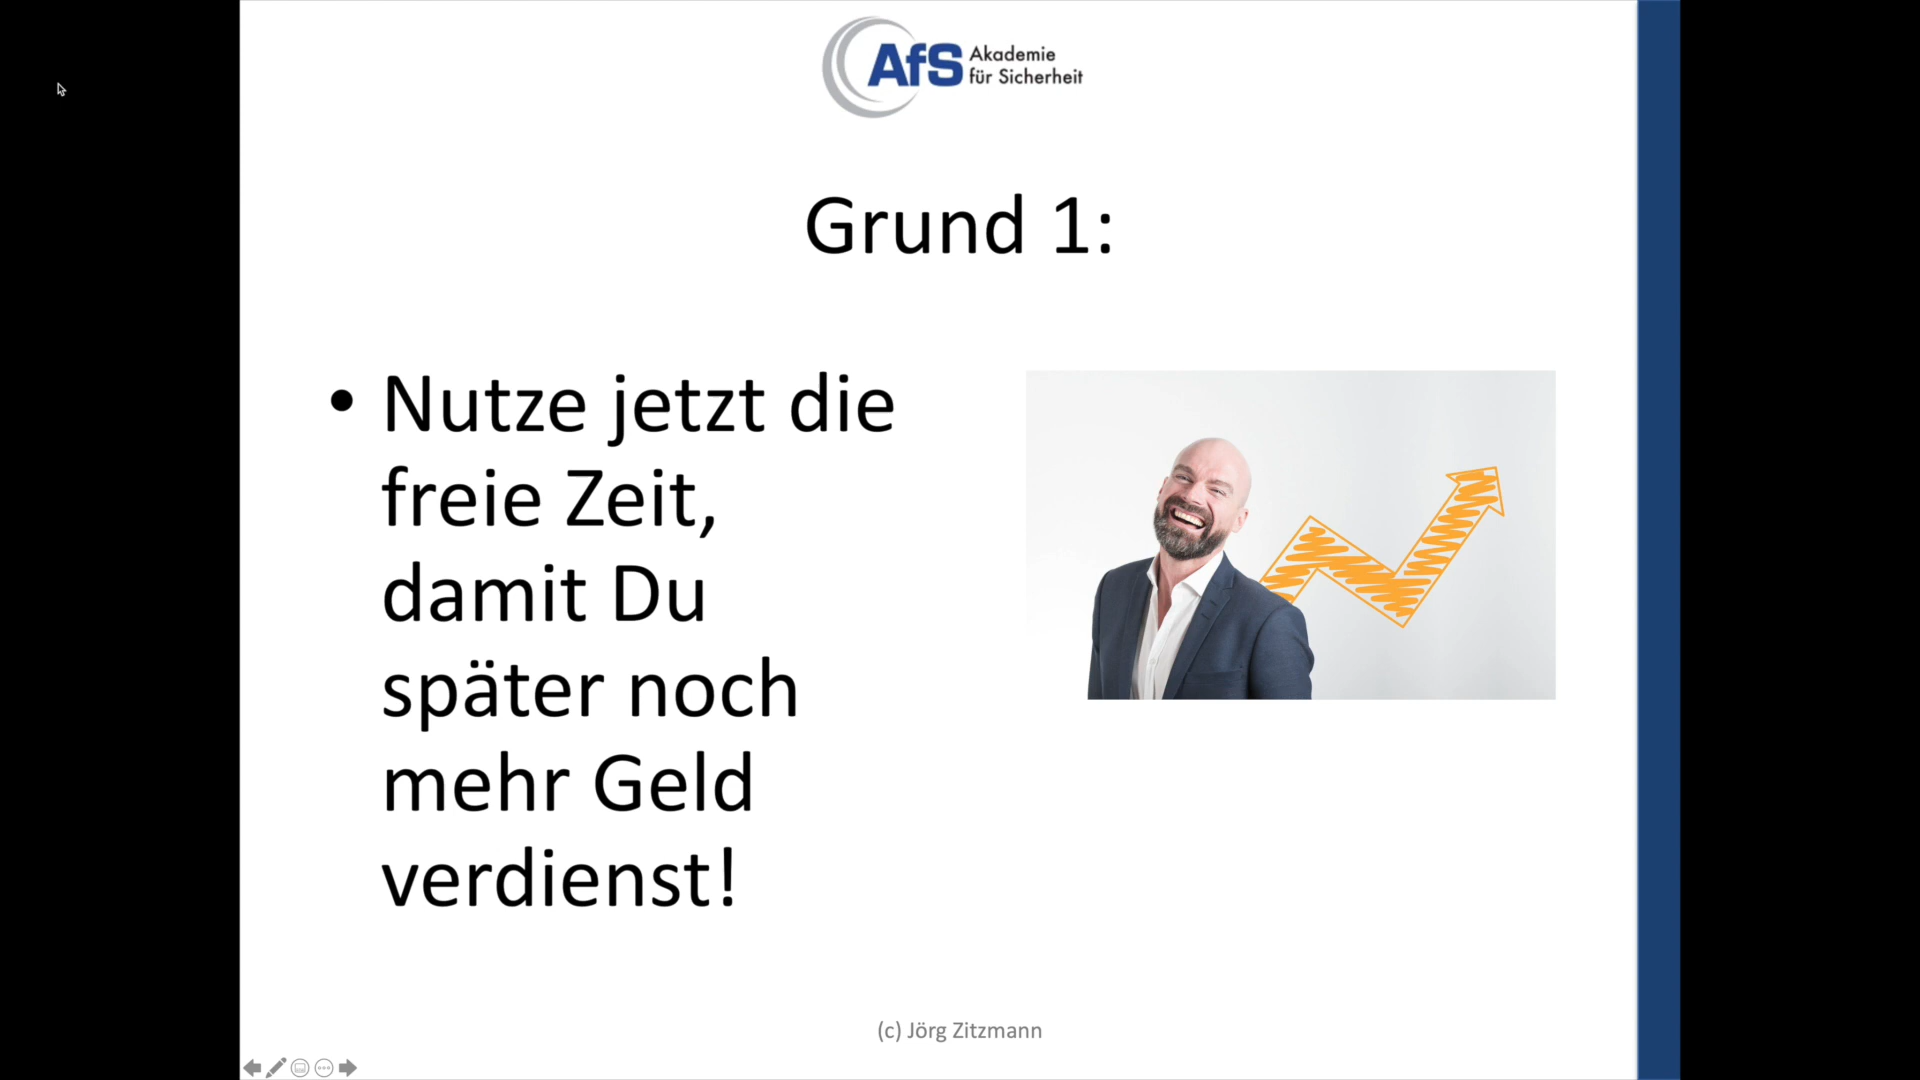 AfS Akademie
für Sicherheit
Grund 1:
• Nutze jetzt die
freie Zeit,
damit Du
später noch
mehr Geld
verdienst!
(c) Jörg Zitzmann